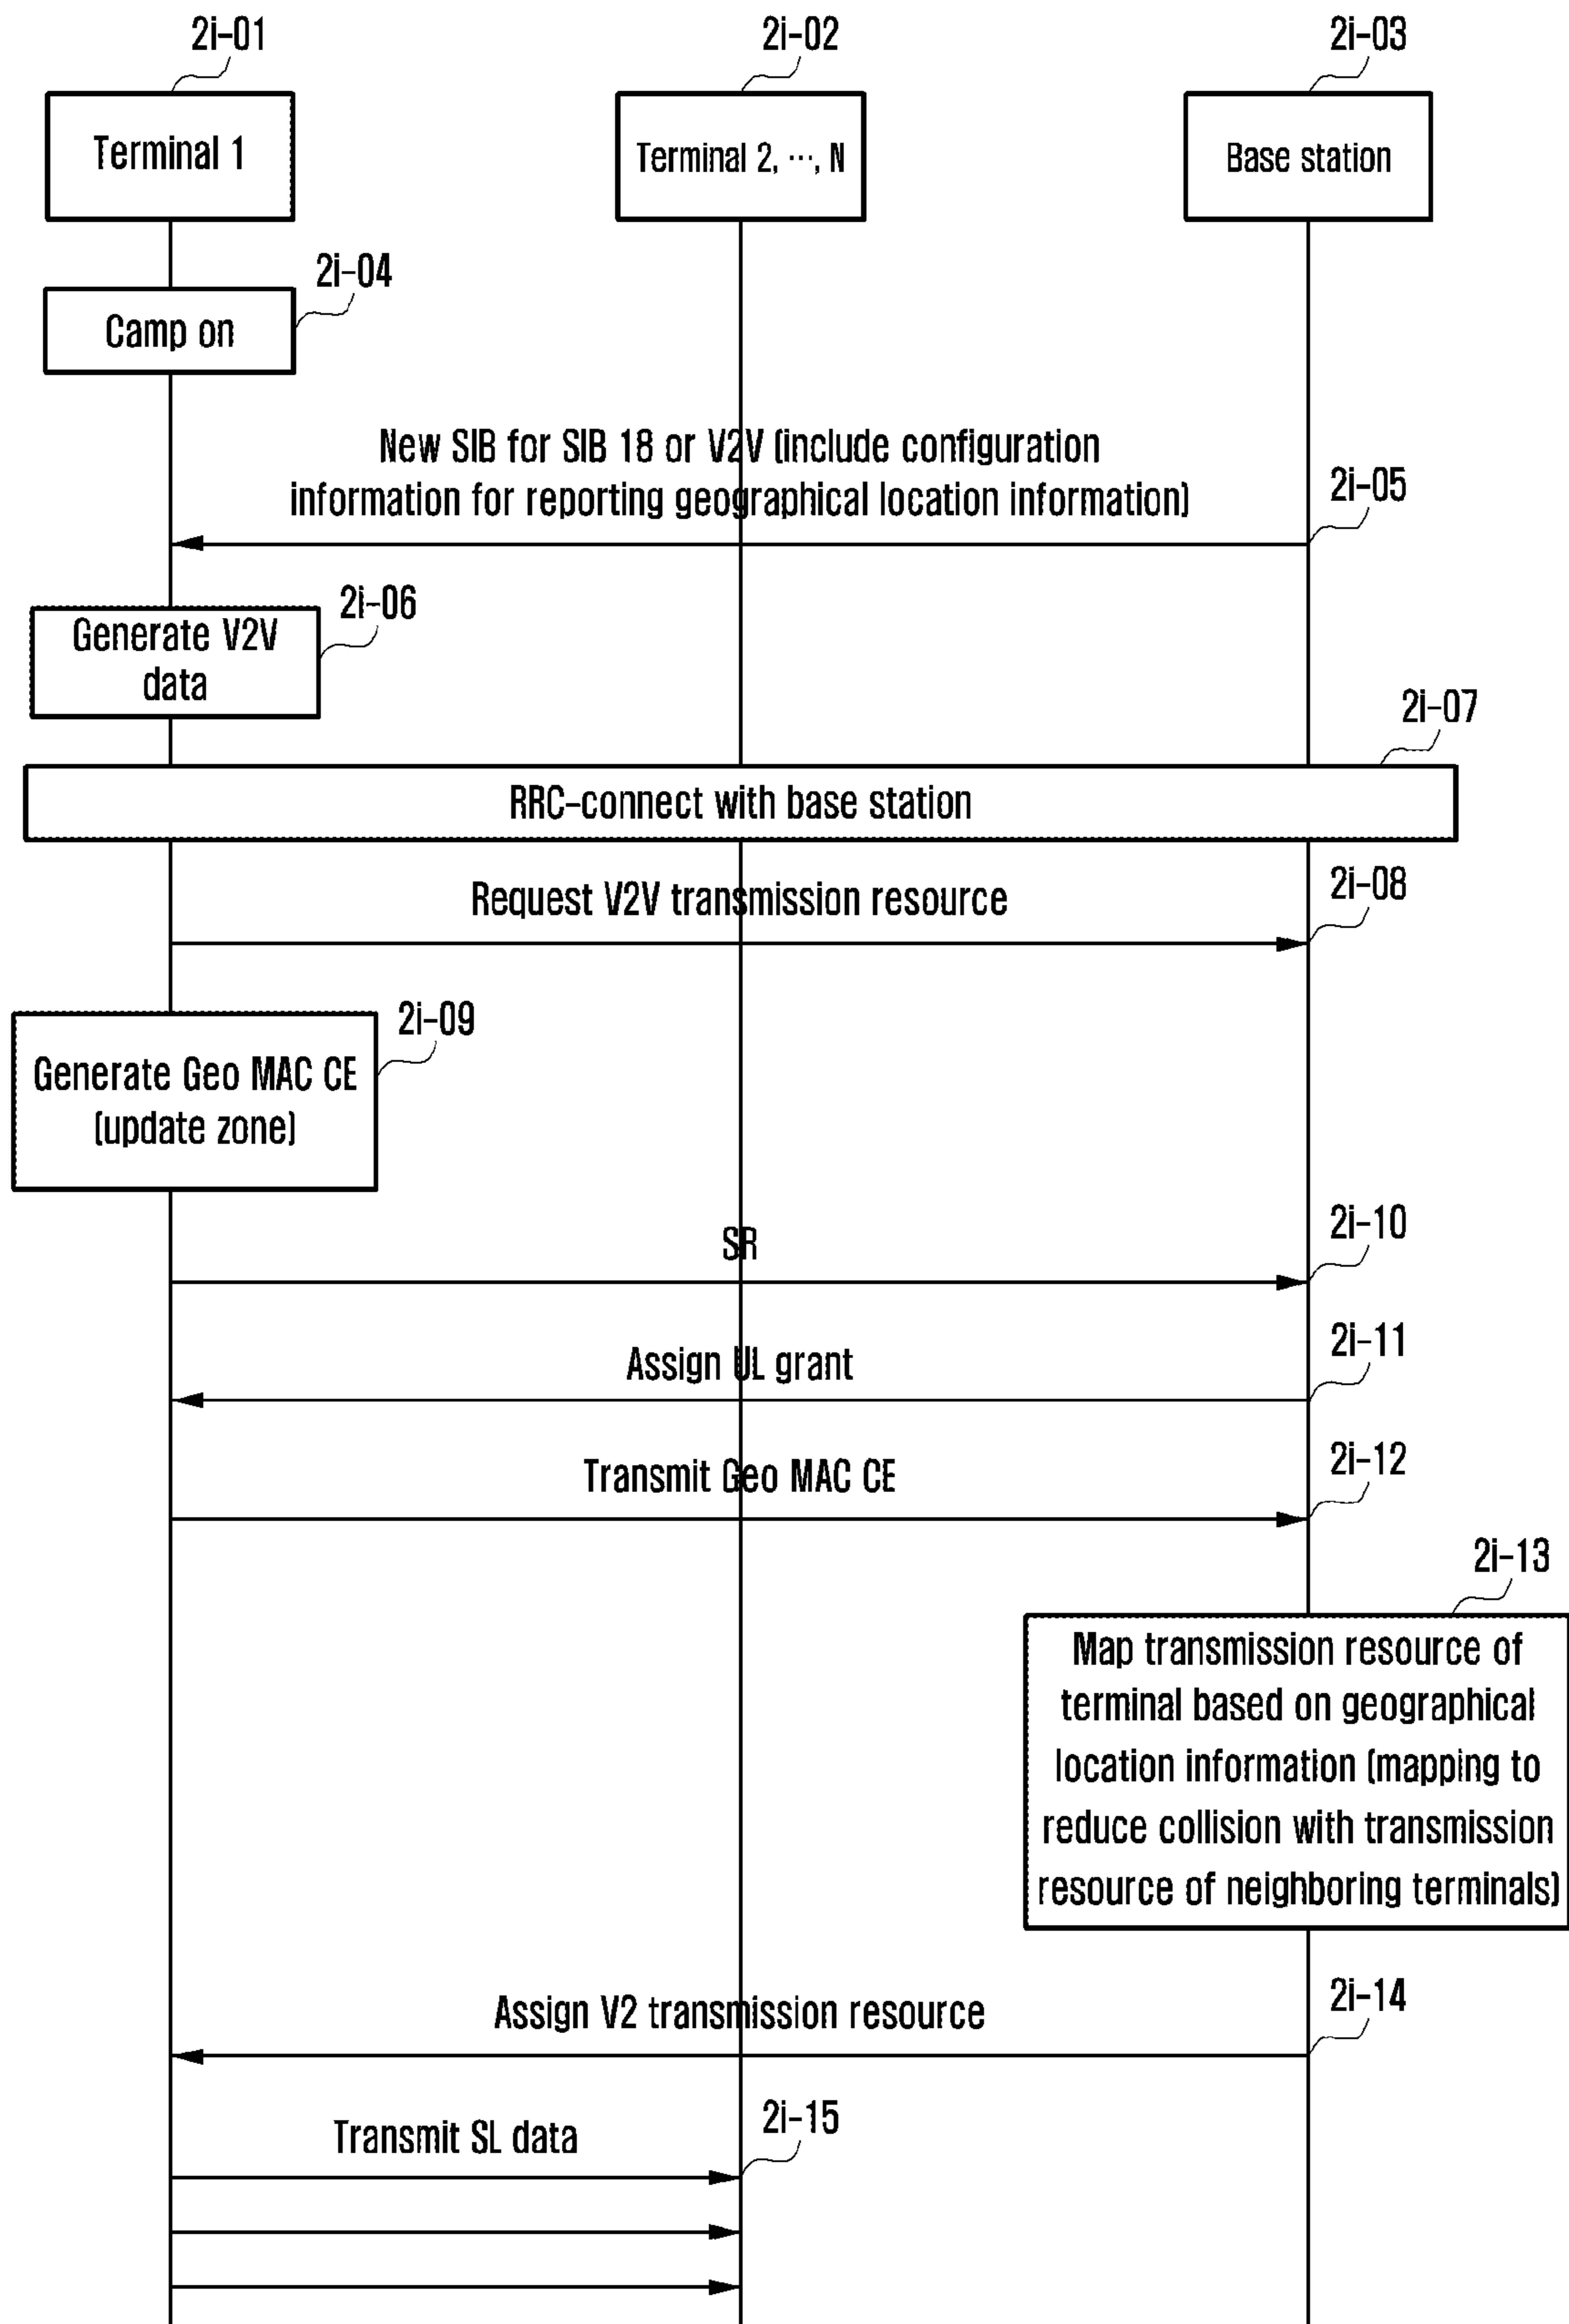 2i-01
2i-02
2i-03
Terminal 1
Terminal 2, ···, N
Base station
2i-04
Camp on
New SIB for SIB 18 or V2V (include configuration
information for reporting geographical location information)
2i-05
2i-06
Generate V2V
data
2i-07
RRC-connect with base station
2i-08
Request V2V transmission resource
2i-09
Generate Geo MAC CE
(update zone)
2i-10
SR
2i-11
Assign UL grant
2i-12
Transmit Geo MAC CE
2i-13
Map transmission resource of
terminal based on geographical
location information (mapping to
reduce collision with transmission
resource of neighboring terminals)
2i-14
Assign V2 transmission resource
2i-15
Transmit SL data